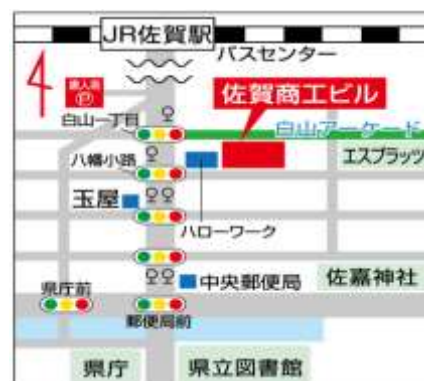 JR佐賀駅
バスセンター
婦人衆
P
佐賀商工ビル
白山一丁目
白山アーケード
八幡小路
エスプラッツ
玉屋
ハローワーク
中央郵便局
佐嘉神社
県庁前
郵便局前
県庁
県立図書館